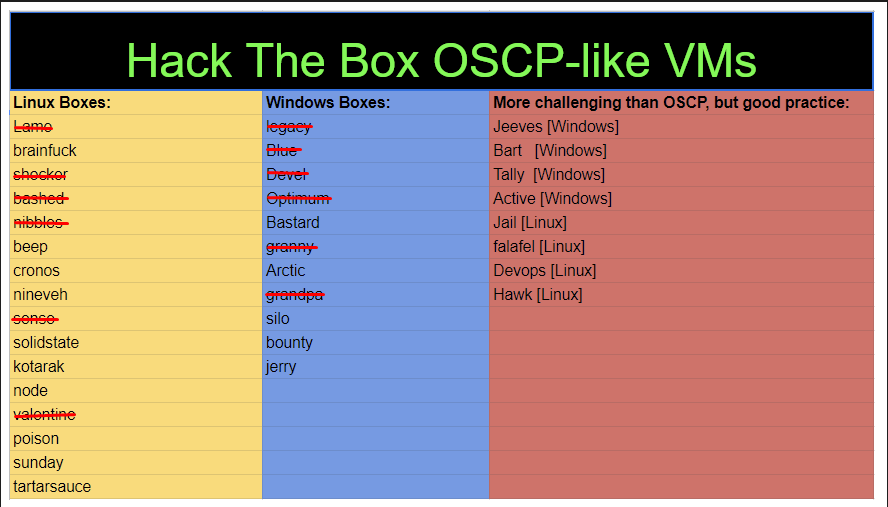 Hack The Box OSCP-like VMs
Linux Boxes: Windows Boxes: More challenging than OSCP, but good practice:
Lame legacy Jeeves [Windows]
brainfuck Blue Bart [Windows]
shocker Devel Tally [Windows]
bashed Optimum Active [Windows]
nibbles Bastard Jail [Linux]
beep granny falafel [Linux]
cronos Arctic Devops [Linux]
nineveh grandpa Hawk [Linux]
sense silo
solidstate bounty
kotarak jerry
node
valentine
poison
sunday
tartarsauce